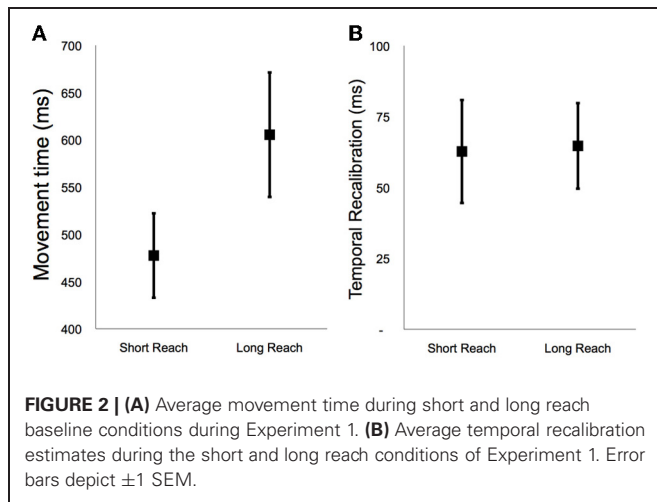 A
Movement time (ms)
700
650
600
550
500
450
400
Short Reach Long Reach
B
Temporal Recalibration (ms)
100
75
50
25
-
Short Reach Long Reach
FIGURE 2 | (A) Average movement time during short and long reach
baseline conditions during Experiment 1. (B) Average temporal recalibration
estimates during the short and long reach conditions of Experiment 1. Error
bars depict ±1 SEM.